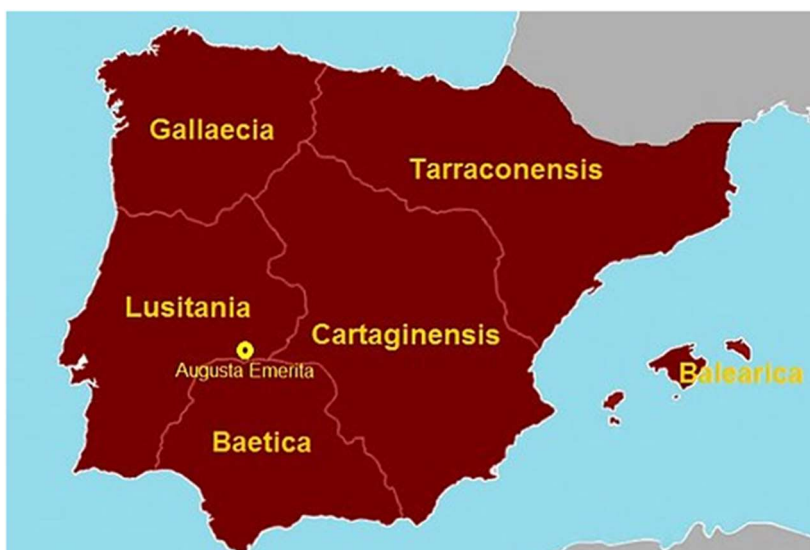 Gallaecia
Tarraconensis
Lusitania
Cartaginensis
Augusta Emerita
Balearica
Baetica